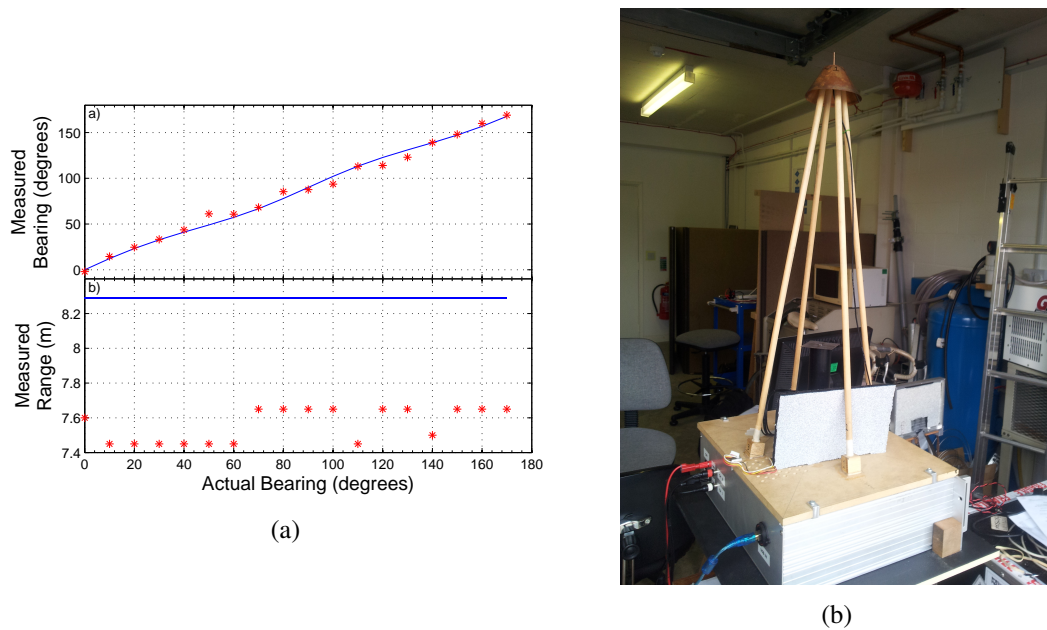 a)
150
100
50
0
Measured
Bearing (degrees)
b)
8.2
8
7.8
7.6
7.4
Measured
Range (m)
0 20 40 60 80 100 120 140 160 180
Actual Bearing (degrees)
(a)
(b)